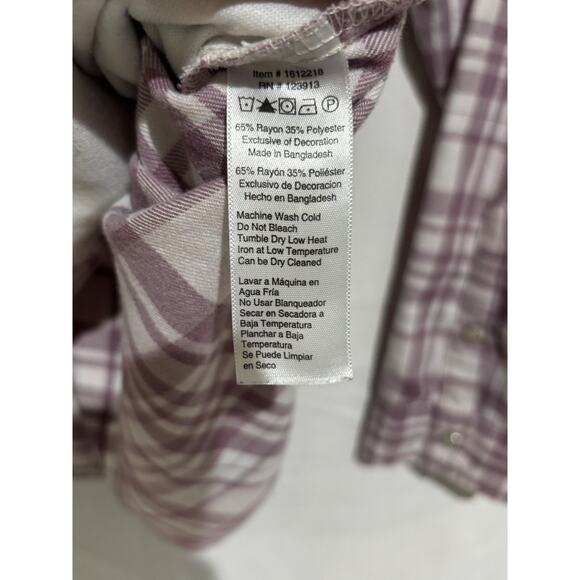 Item # 1612218
RN # 123913
P
65% Rayon 35% Polyester
Exclusive of Decoration
Made in Bangladesh
65% Rayón 35% Poliéster
Exclusivo de Decoracion
Hecho en Bangladesh
Machine Wash Cold
Do Not Bleach
Tumble Dry Low Heat
Iron at Low Temperature
Can be Dry Cleaned
Lavar a Máquina en
Agua Fría
No Usar Blanqueador
Secar en Secadora a
Baja Temperatura
Planchar a Baja
Temperatura
Se Puede Limpiar
en Seco